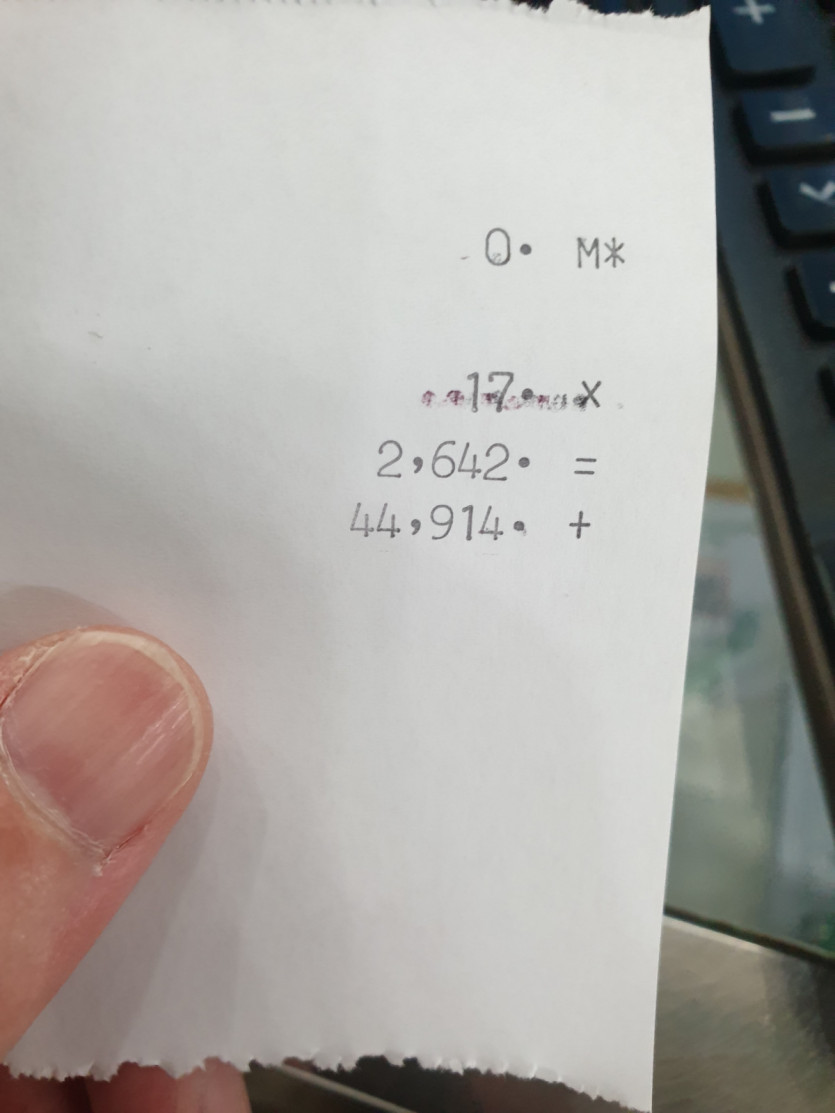 0. M*
17. X
2,642. =
44,914. +
+